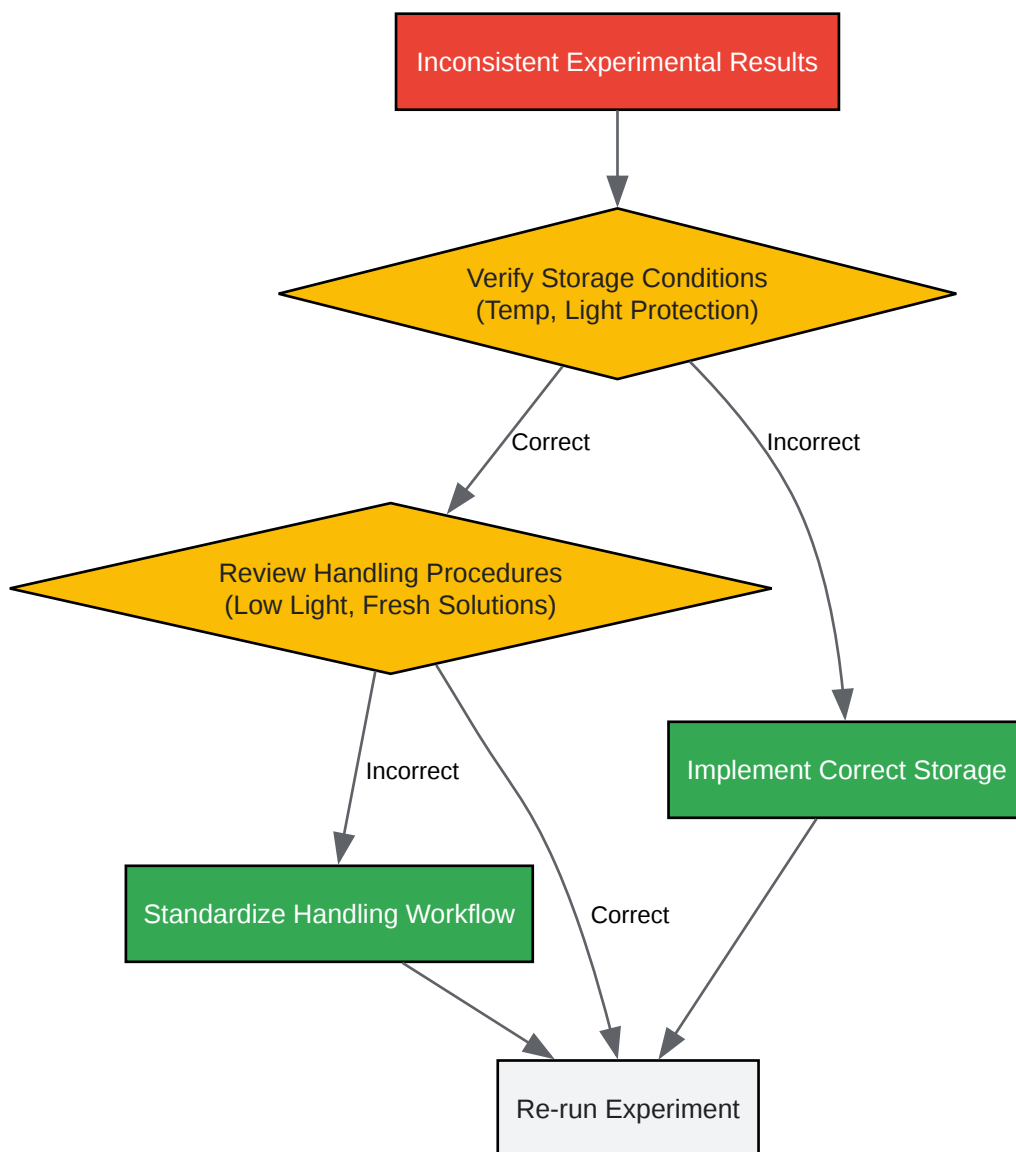 Inconsistent Experimental Results
Verify Storage Conditions
(Temp, Light Protection)
Correct
Incorrect
Review Handling Procedures
(Low Light, Fresh Solutions)
Incorrect
Implement Correct Storage
Standardize Handling Workflow
Correct
Re-run Experiment